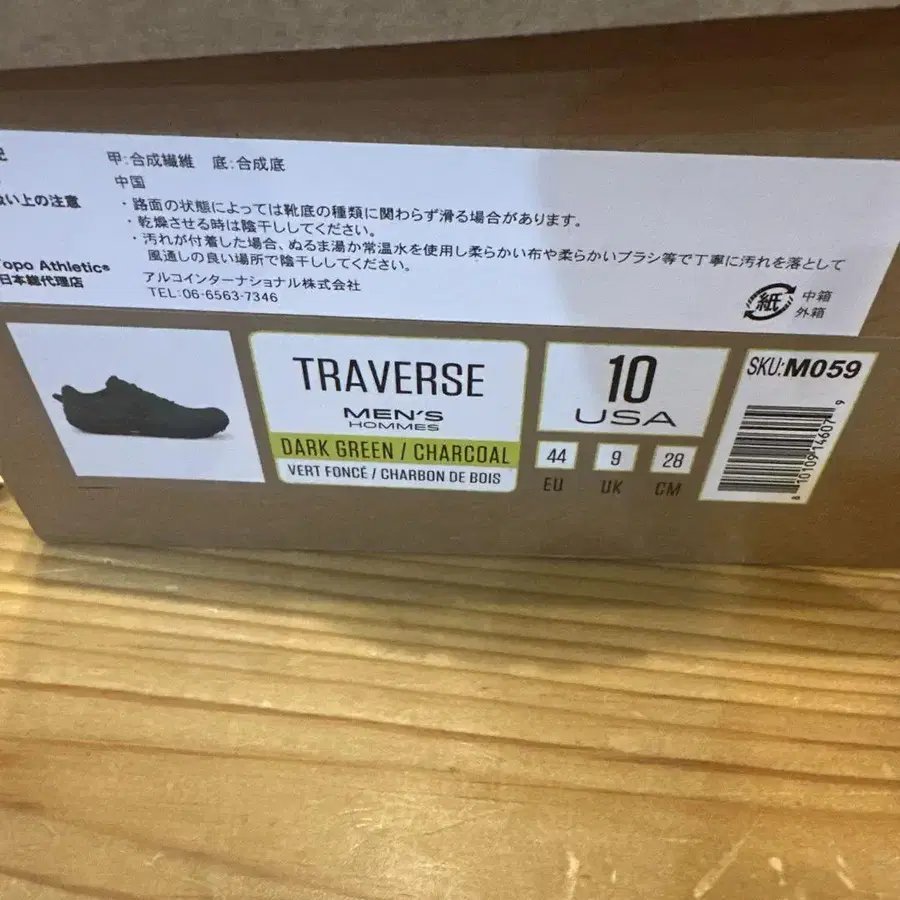 甲:合成繊維 底:合成底
中国
い上の注意
・路面の状態によっては靴底の種類に関わらず滑る場合があります。
・乾燥させる時は陰干ししてください。
・汚れが付着した場合、ぬるま湯か常温水を使用し柔らかい布や柔らかいブラシ等で丁寧に汚れを落として
風通しの良い場所で陰干ししてください。
Topo Athletic®
日本総代理店
アルコインターナショナル株式会社
TEL:06-6563-7346
紙
中箱
外箱
TRAVERSE
MEN'S
HOMMES
DARK GREEN / CHARCOAL
VERT FONCÉ / CHARBON DE BOIS
10
USA
44
EU
9
UK
28
CM
SKU:M059
8 10109 14607 9